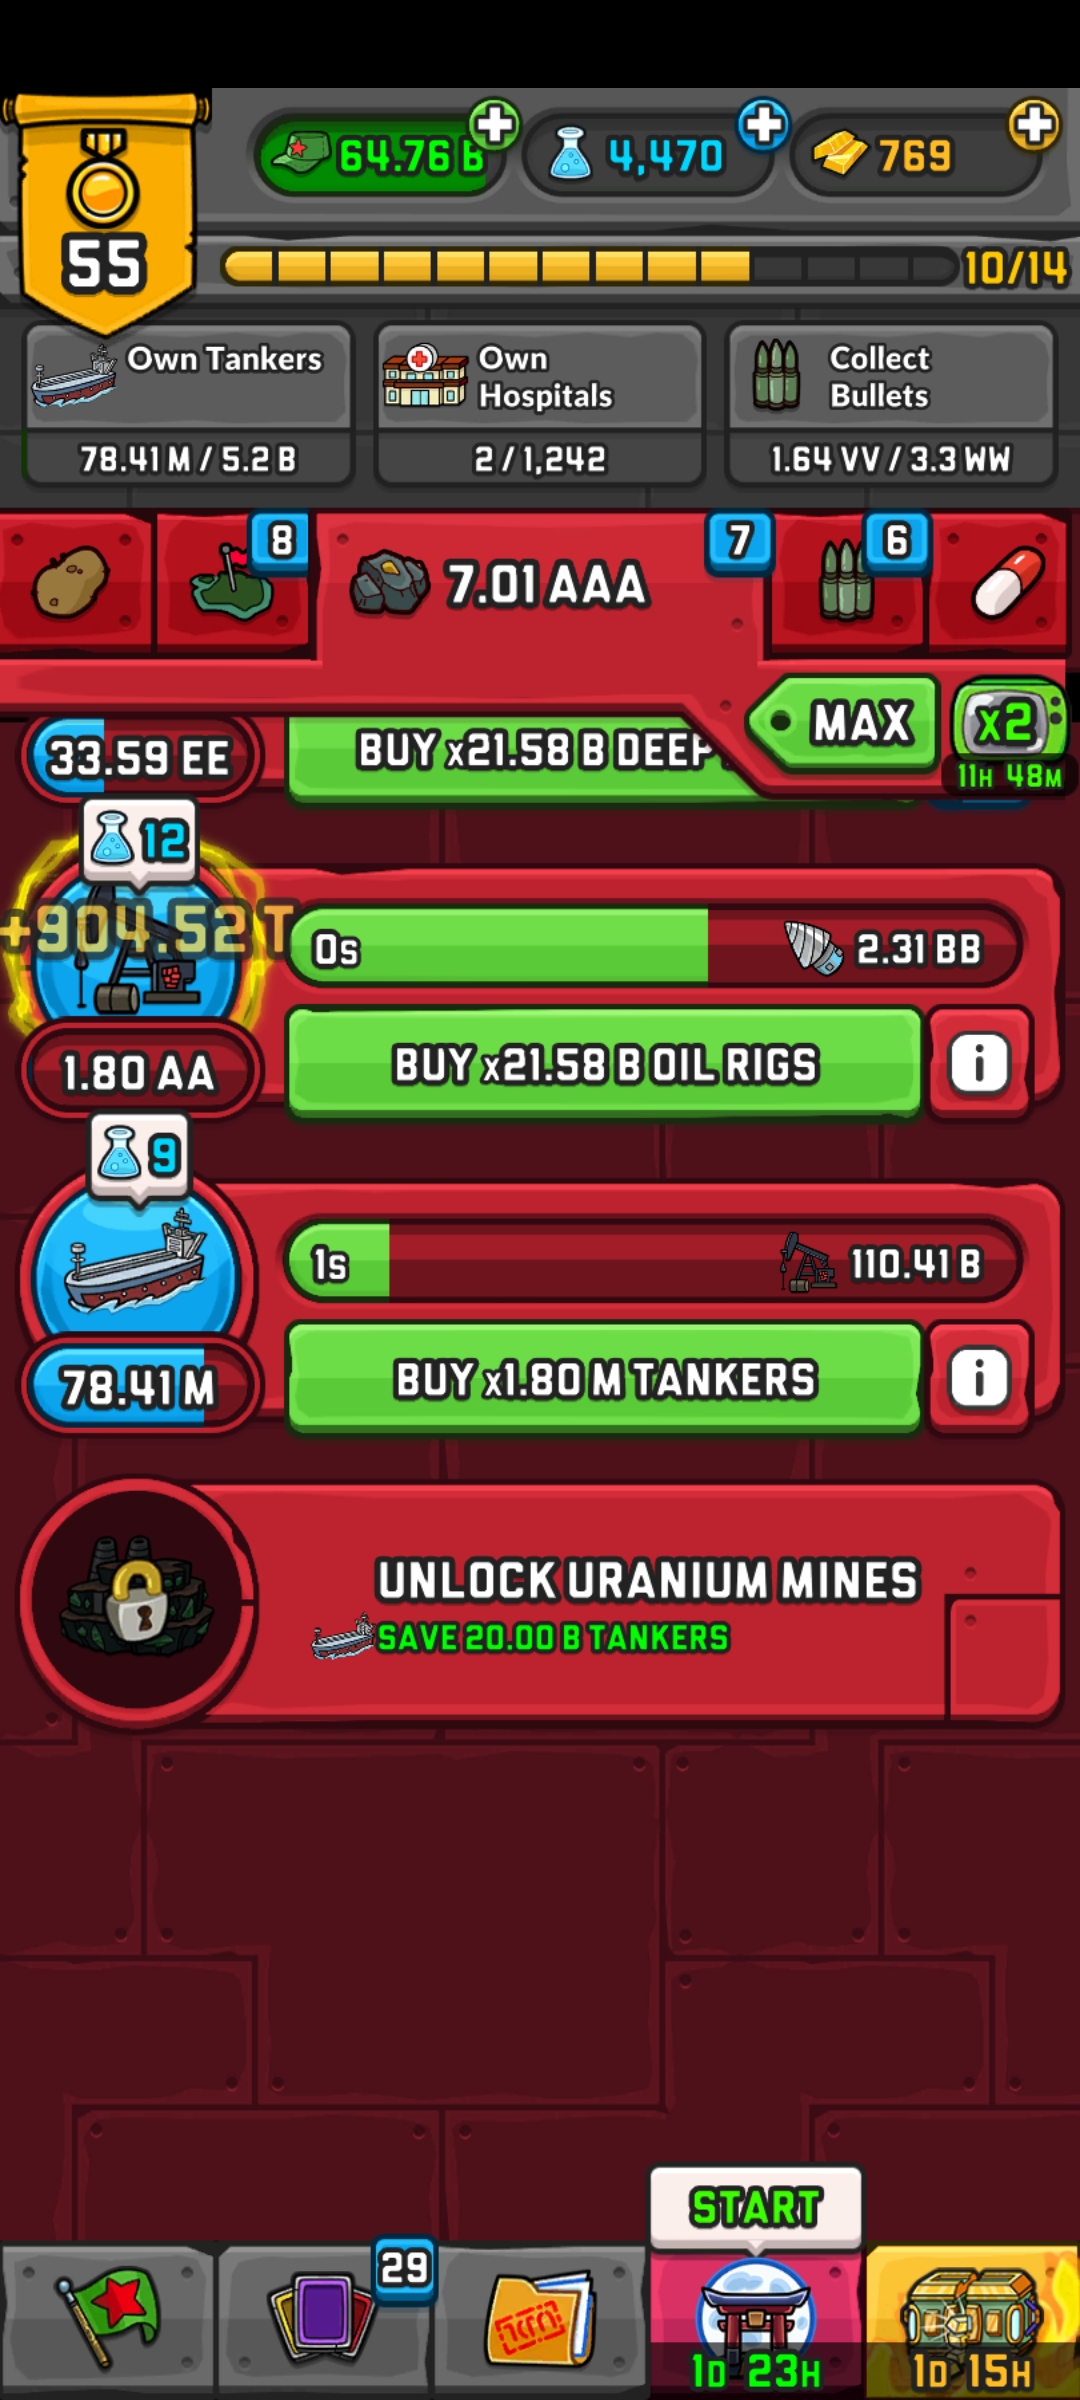 55
64.76 B
4,470
769
10/14
Own Tankers
78.41 M / 5.2 B
Own
Hospitals
2 / 1,242
Collect
Bullets
1.64 VV / 3.3 WW
8
7.01 AAA
7
6
MAX
x2
11H 48M
33.59 EE
BUY x21.58 B DEEP
12
+904.52 T
0s
2.31 BB
1.80 AA
BUY x21.58 B OIL RIGS
i
9
1s
110.41 B
78.41 M
BUY x1.80 M TANKERS
i
UNLOCK URANIUM MINES
SAVE 20.00 B TANKERS
START
29
1D 23H
1D 15H